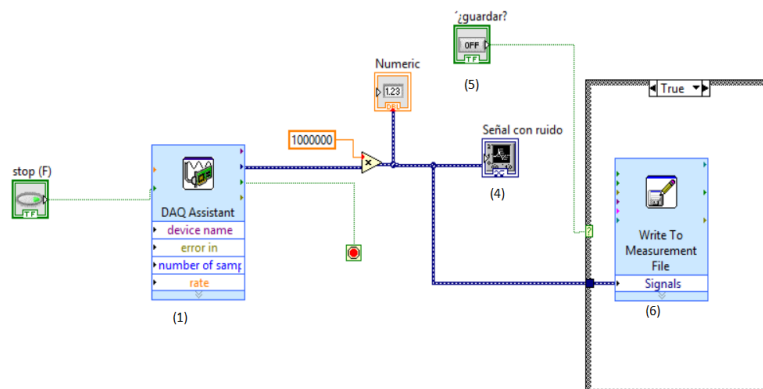 ´¿guardar?
OFF
TF
(5)
True
Numeric
1.23
DBL
1000000
Señal con ruido
(4)
stop (F)
TF
DAQ Assistant
device name
error in
number of samp
rate
(1)
?
Write To
Measurement
File
Signals
(6)